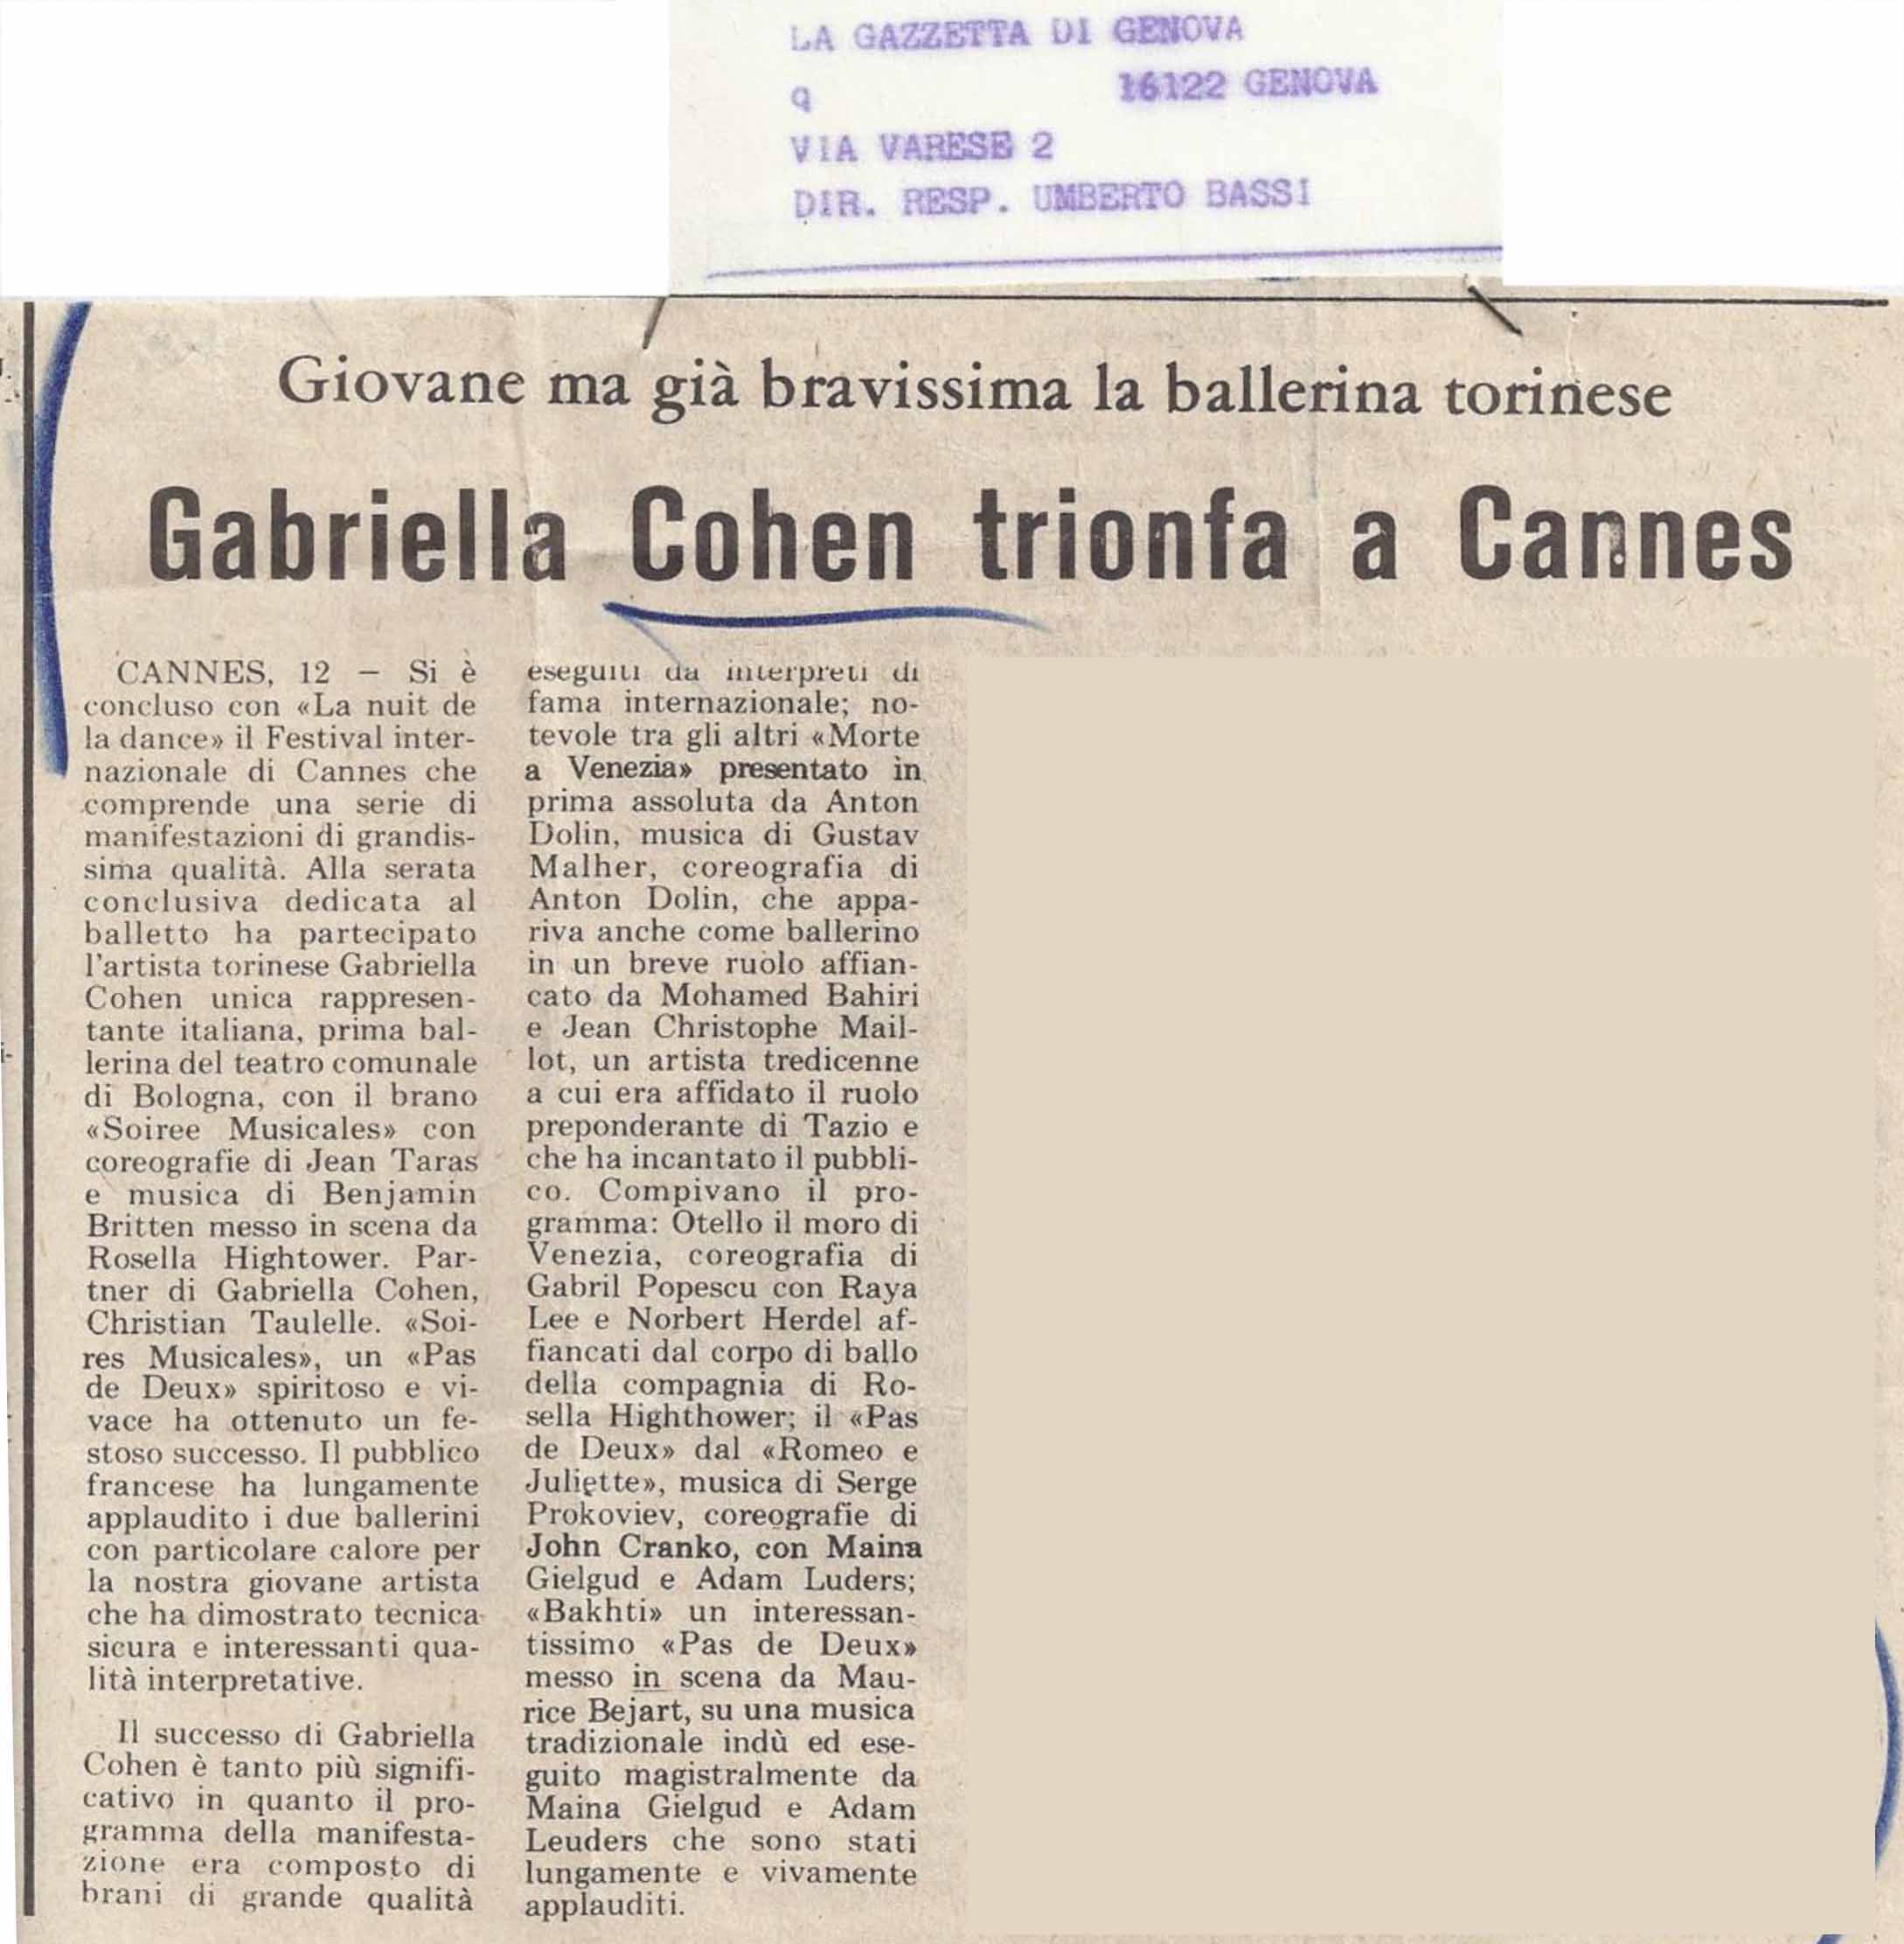 LA GAZZETTA DI GENOVA
q 16122 GENOVA
VIA VARESE 2
DIR. RESP. UMBERTO BASSI
Giovane ma già bravissima la ballerina torinese
Gabriella Cohen trionfa a Cannes
CANNES, 12 – Si è
concluso con «La nuit de
la dance» il Festival inter-
nazionale di Cannes che
comprende una serie di
manifestazioni di grandis-
sima qualità. Alla serata
conclusiva dedicata al
balletto ha partecipato
l'artista torinese Gabriella
Cohen unica rappresen-
tante italiana, prima bal-
lerina del teatro comunale
di Bologna, con il brano
«Soiree Musicales» con
coreografie di Jean Taras
e musica di Benjamin
Britten messo in scena da
Rosella Hightower. Par-
tner di Gabriella Cohen,
Christian Taulelle. «Soi-
res Musicales», un «Pas
de Deux» spiritoso e vi-
vace ha ottenuto un fe-
stoso successo. Il pubblico
francese ha lungamente
applaudito i due ballerini
con particolare calore per
la nostra giovane artista
che ha dimostrato tecnica
sicura e interessanti qua-
lità interpretative.
Il successo di Gabriella
Cohen è tanto più signifi-
cativo in quanto il pro-
gramma della manifesta-
zione era composto di
brani di grande qualità
eseguiti da interpreti di
fama internazionale; no-
tevole tra gli altri «Morte
a Venezia» presentato in
prima assoluta da Anton
Dolin, musica di Gustav
Malher, coreografia di
Anton Dolin, che appa-
riva anche come ballerino
in un breve ruolo affian-
cato da Mohamed Bahiri
e Jean Christophe Mail-
lot, un artista tredicenne
a cui era affidato il ruolo
preponderante di Tazio e
che ha incantato il pubbli-
co. Compivano il pro-
gramma: Otello il moro di
Venezia, coreografia di
Gabril Popescu con Raya
Lee e Norbert Herdel af-
fiancati dal corpo di ballo
della compagnia di Ro-
sella Highthower; il «Pas
de Deux» dal «Romeo e
Juliette», musica di Serge
Prokoviev, coreografie di
John Cranko, con Maina
Gielgud e Adam Luders;
«Bakhti» un interessan-
tissimo «Pas de Deux»
messo in scena da Mau-
rice Bejart, su una musica
tradizionale indù ed ese-
guito magistralmente da
Maina Gielgud e Adam
Leuders che sono stati
lungamente e vivamente
applauditi.